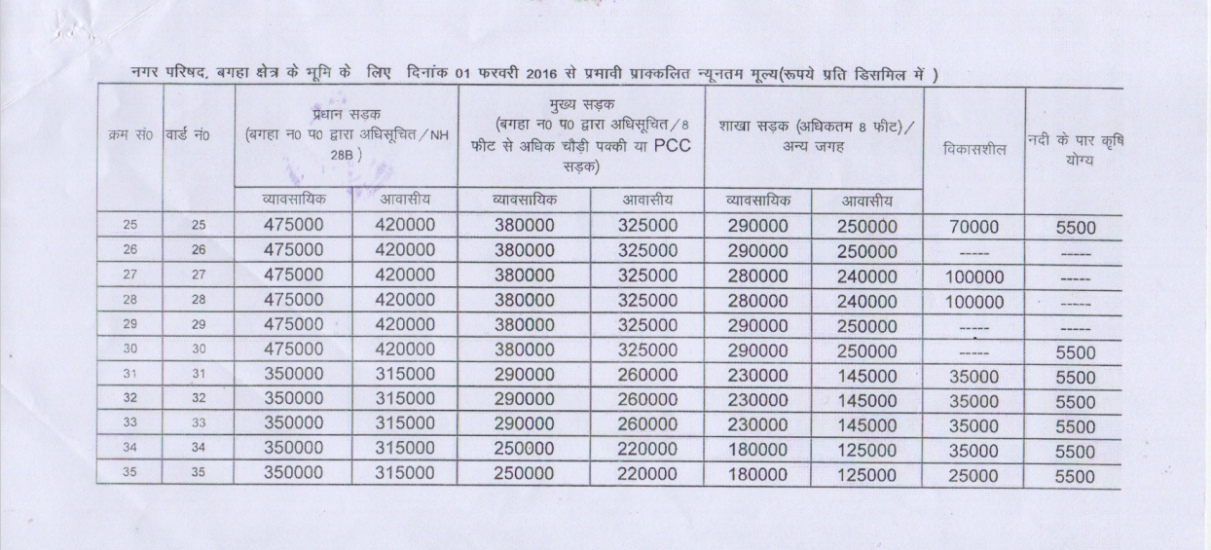 नगर परिषद, बगहा क्षेत्र के भूमि के लिए दिनांक 01 फरवरी 2016 से प्रभावी प्राक्कलित न्यूनतम मूल्य(रूपये प्रति डिसमिल में )
क्रम सं० वार्ड नं० प्रधान सड़क (बगहा न० प० द्वारा अधिसूचित/NH 28B ) मुख्य सड़क (बगहा न० प० द्वारा अधिसूचित/8 फीट से अधिक चौड़ी पक्की या PCC सड़क) शाखा सड़क (अधिकतम 8 फीट)/ अन्य जगह विकासशील नदी के पार कृषि योग्य
व्यावसायिक आवासीय व्यावसायिक आवासीय व्यावसायिक आवासीय
25 25 475000 420000 380000 325000 290000 250000 70000 5500
26 26 475000 420000 380000 325000 290000 250000 ----- -----
27 27 475000 420000 380000 325000 280000 240000 100000 -----
28 28 475000 420000 380000 325000 280000 240000 100000 -----
29 29 475000 420000 380000 325000 290000 250000 ----- -----
30 30 475000 420000 380000 325000 290000 250000 ----- 5500
31 31 350000 315000 290000 260000 230000 145000 35000 5500
32 32 350000 315000 290000 260000 230000 145000 35000 5500
33 33 350000 315000 290000 260000 230000 145000 35000 5500
34 34 350000 315000 250000 220000 180000 125000 35000 5500
35 35 350000 315000 250000 220000 180000 125000 25000 5500